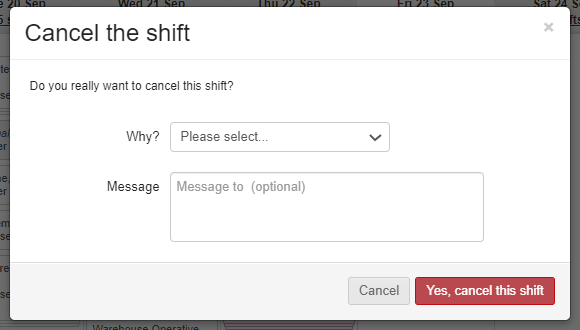 20 Sep Wed 21 Sep Thu 22 Sep Fri 23 Sep Sat 24 S
Cancel the shift
×
Do you really want to cancel this shift?
Why? Please select...
Message Message to (optional)
Cancel Yes, cancel this shift
Warehouse Operative